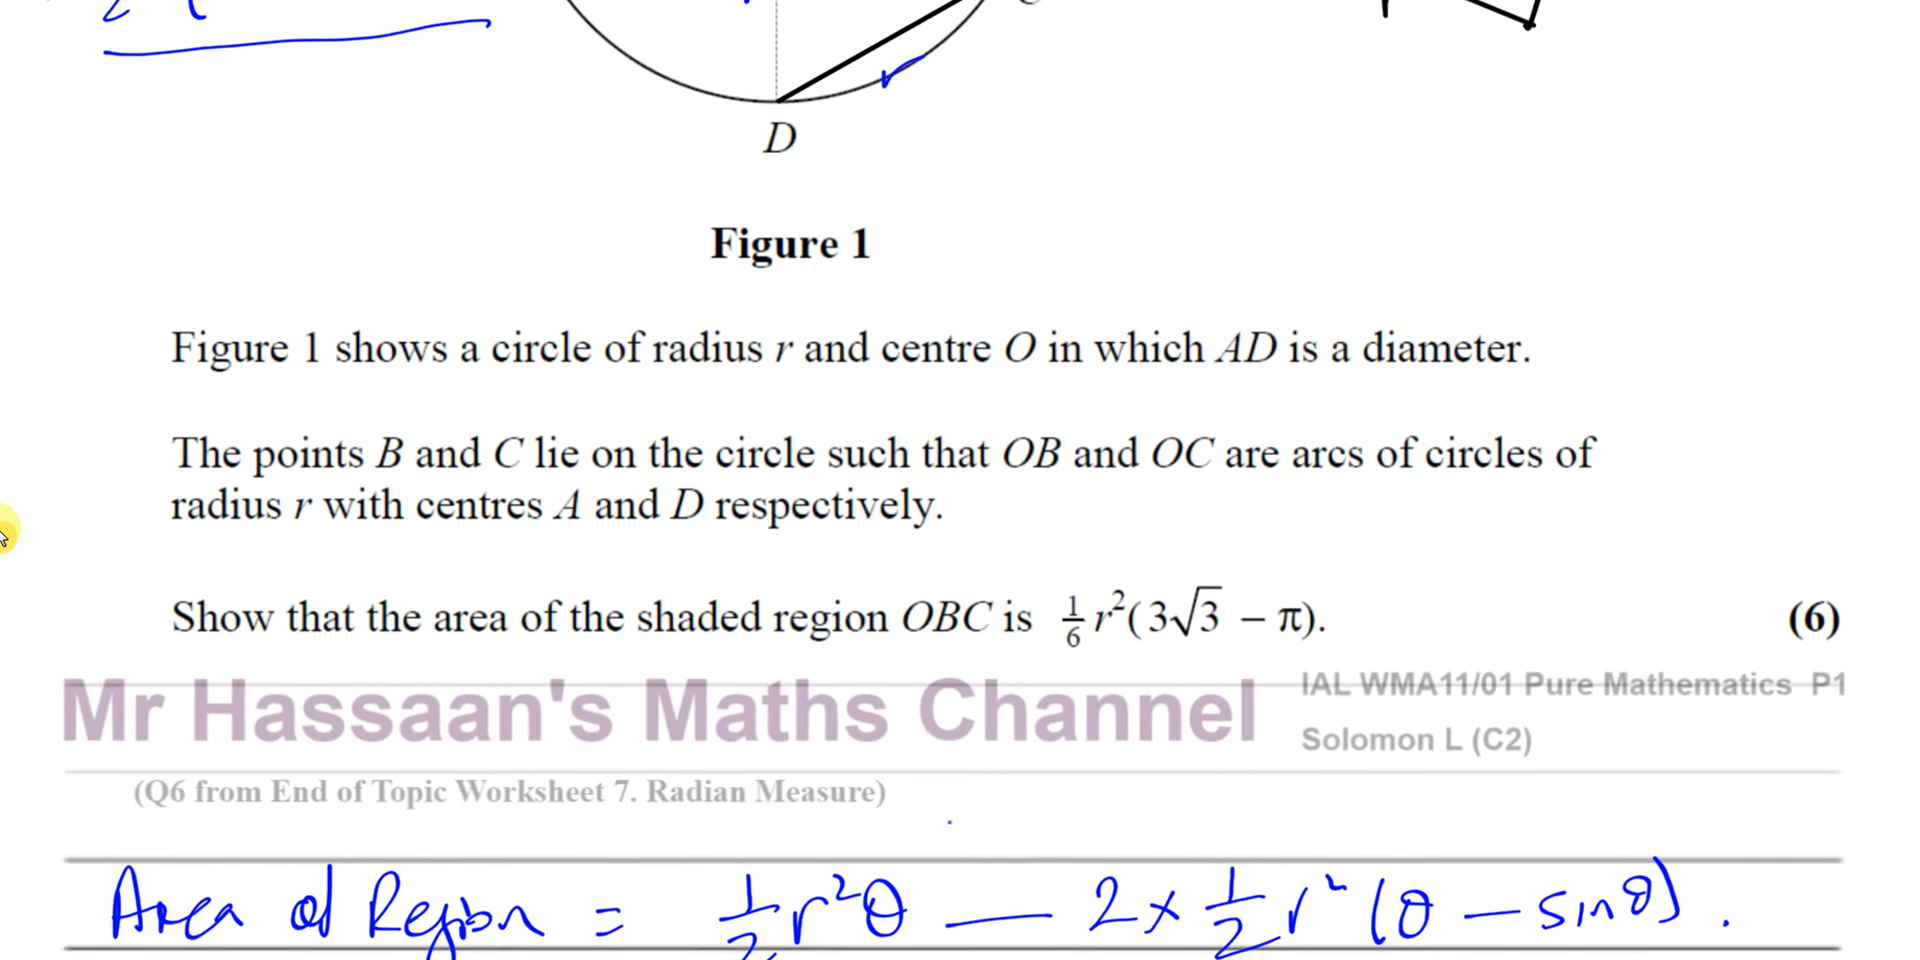 D
Figure 1
Figure 1 shows a circle of radius r and centre O in which AD is a diameter.
The points B and C lie on the circle such that OB and OC are arcs of circles of
radius r with centres A and D respectively.
Show that the area of the shaded region OBC is 1/6 r²(3√3 − π). (6)
Mr Hassaan's Maths Channel
IAL WMA11/01 Pure Mathematics P1
Solomon L (C2)
(Q6 from End of Topic Worksheet 7. Radian Measure)
Area of Region = 1/2 r²θ — 2 × 1/2 r² (θ − sinθ).